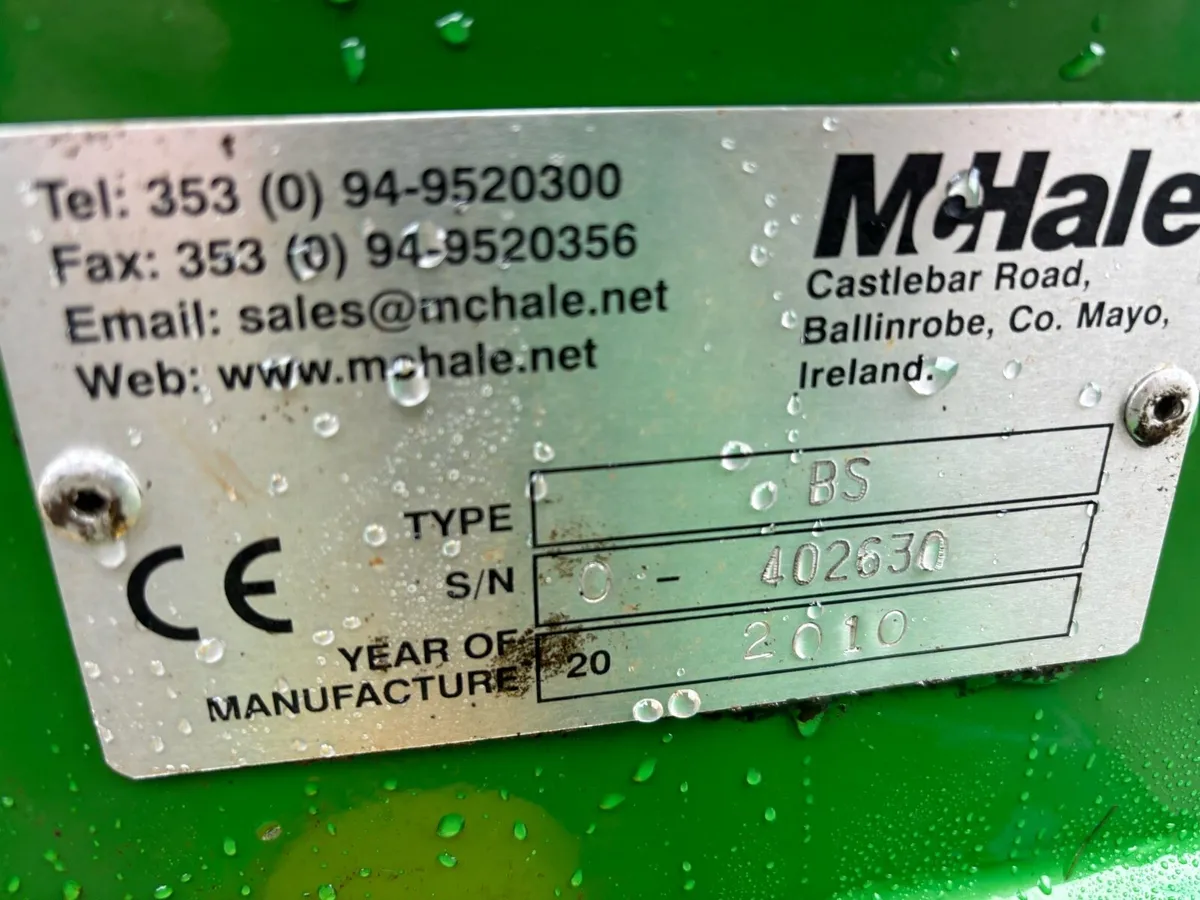 Tel: 353 (0) 94-9520300
Fax: 353 (0) 94-9520356
Email: sales@mchale.net
Web: www.mchale.net
McHale
Castlebar Road,
Ballinrobe, Co. Mayo,
Ireland.
CE
TYPE BS
S/N 0 - 402630
YEAR OF
MANUFACTURE 20 2010